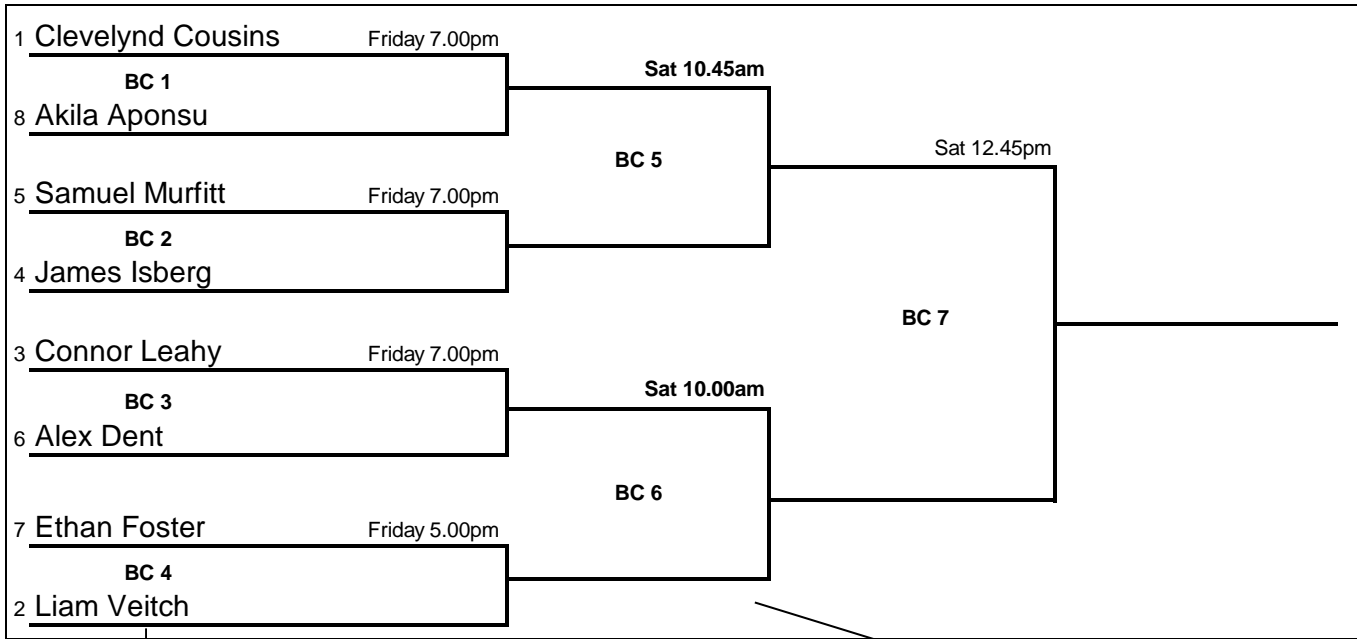 1 Clevelynd Cousins Friday 7.00pm
Sat 10.45am
BC 1
8 Akila Aponsu
Sat 12.45pm
BC 5
5 Samuel Murfitt Friday 7.00pm
BC 2
4 James Isberg
BC 7
3 Connor Leahy Friday 7.00pm
Sat 10.00am
BC 3
6 Alex Dent
BC 6
7 Ethan Foster Friday 5.00pm
BC 4
2 Liam Veitch